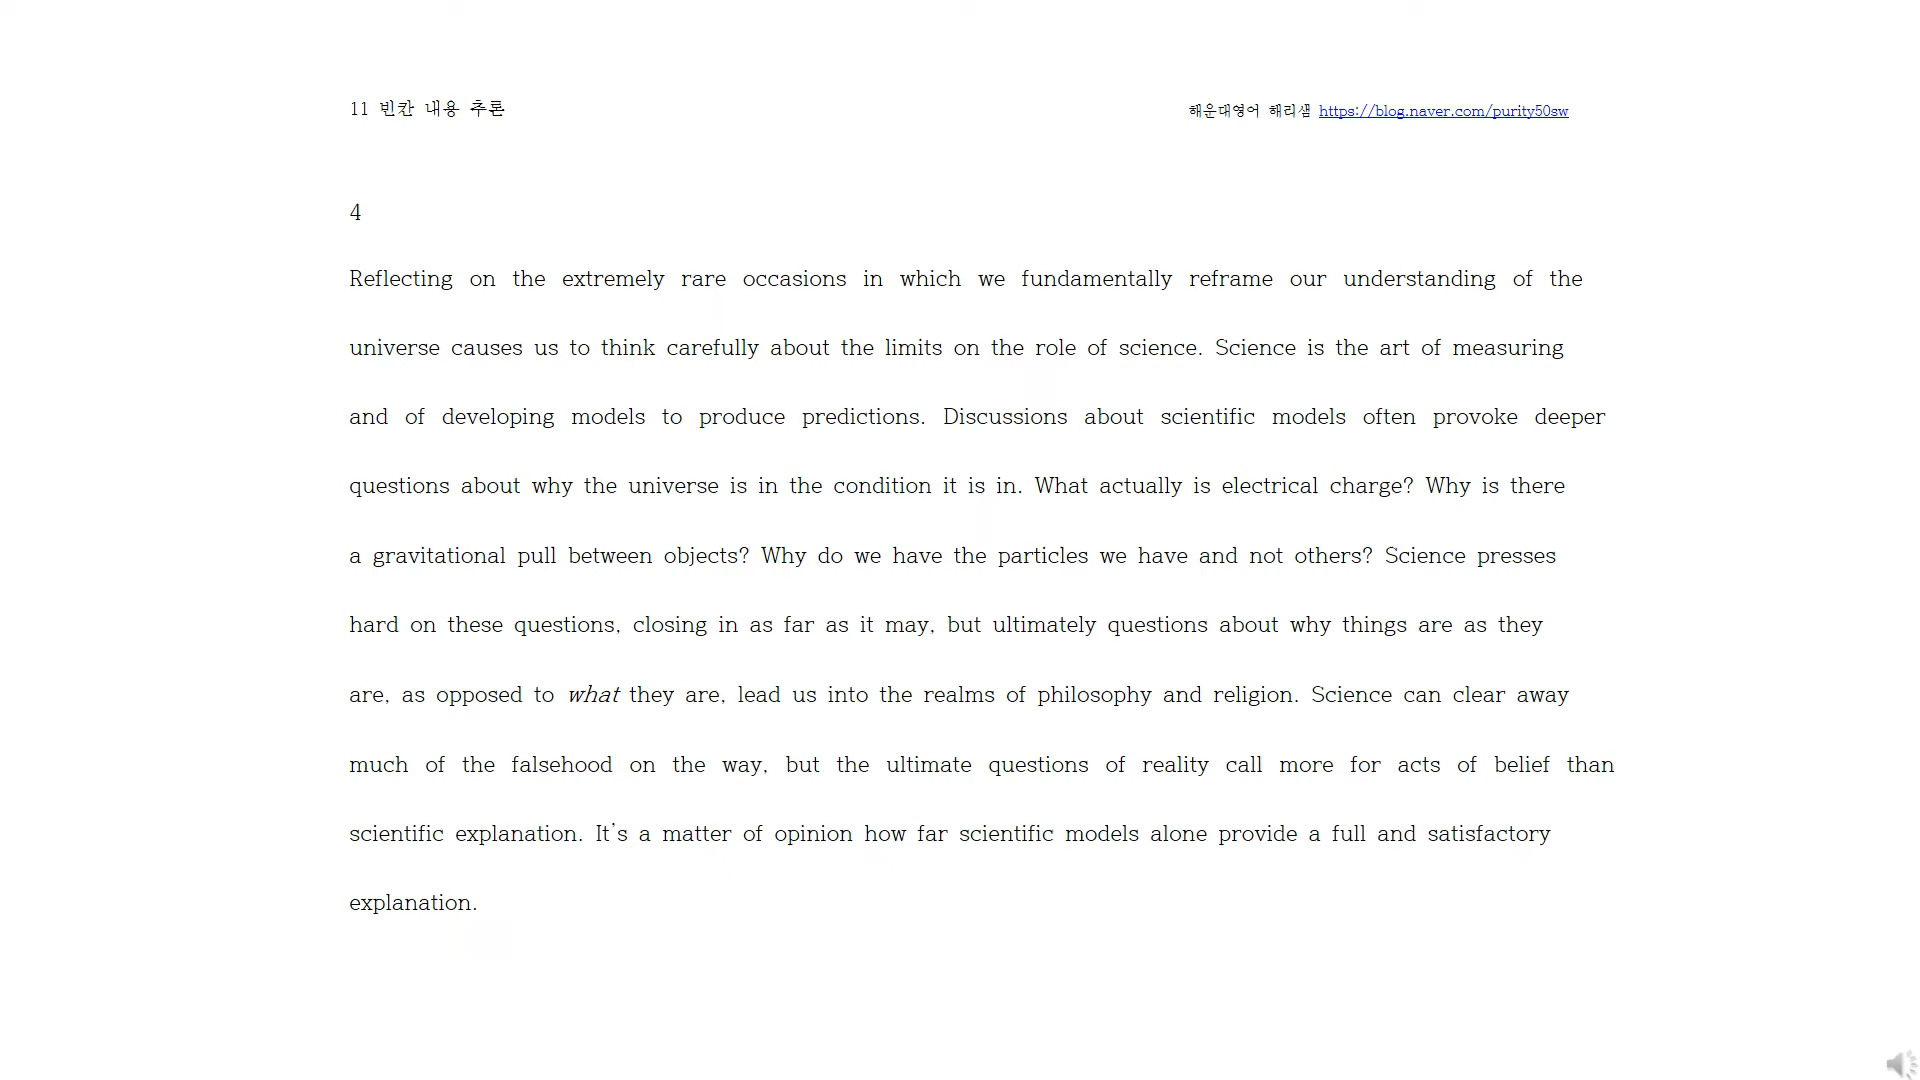 11 빈칸 내용 추론
해운대영어 해리샘 https://blog.naver.com/purity50sw
4
Reflecting on the extremely rare occasions in which we fundamentally reframe our understanding of the
universe causes us to think carefully about the limits on the role of science. Science is the art of measuring
and of developing models to produce predictions. Discussions about scientific models often provoke deeper
questions about why the universe is in the condition it is in. What actually is electrical charge? Why is there
a gravitational pull between objects? Why do we have the particles we have and not others? Science presses
hard on these questions, closing in as far as it may, but ultimately questions about why things are as they
are, as opposed to what they are, lead us into the realms of philosophy and religion. Science can clear away
much of the falsehood on the way, but the ultimate questions of reality call more for acts of belief than
scientific explanation. It's a matter of opinion how far scientific models alone provide a full and satisfactory
explanation.